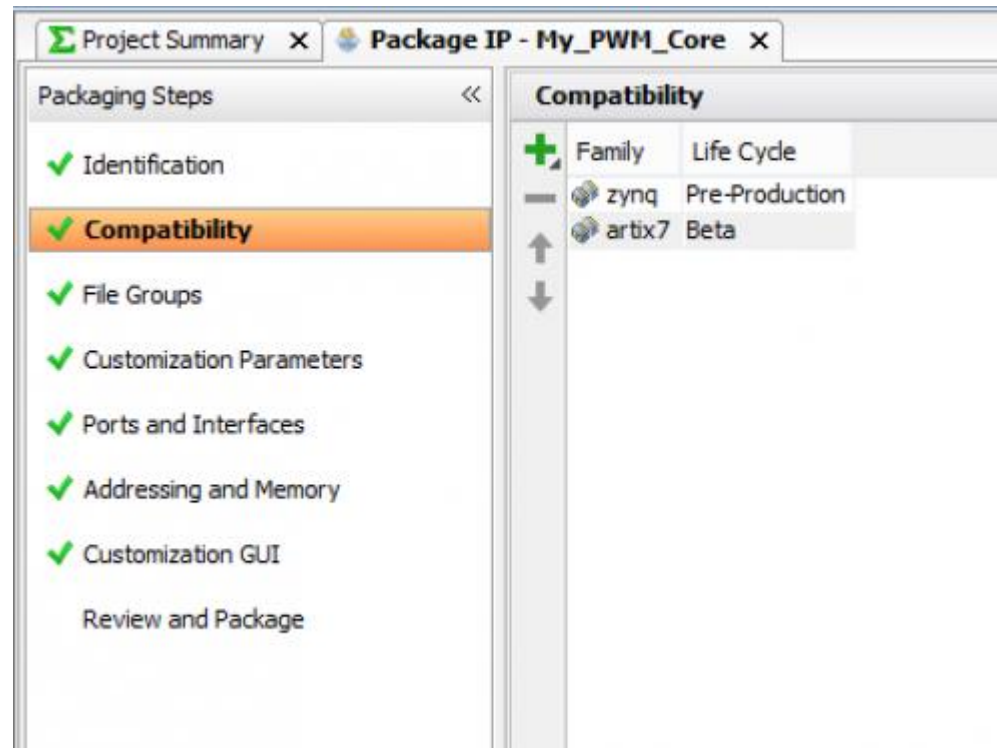 Project Summary Package IP - My_PWM_Core
Packaging Steps
Identification
Compatibility
File Groups
Customization Parameters
Ports and Interfaces
Addressing and Memory
Customization GUI
Review and Package
Compatibility
Family Life Cycle
zynq Pre-Production
artix7 Beta